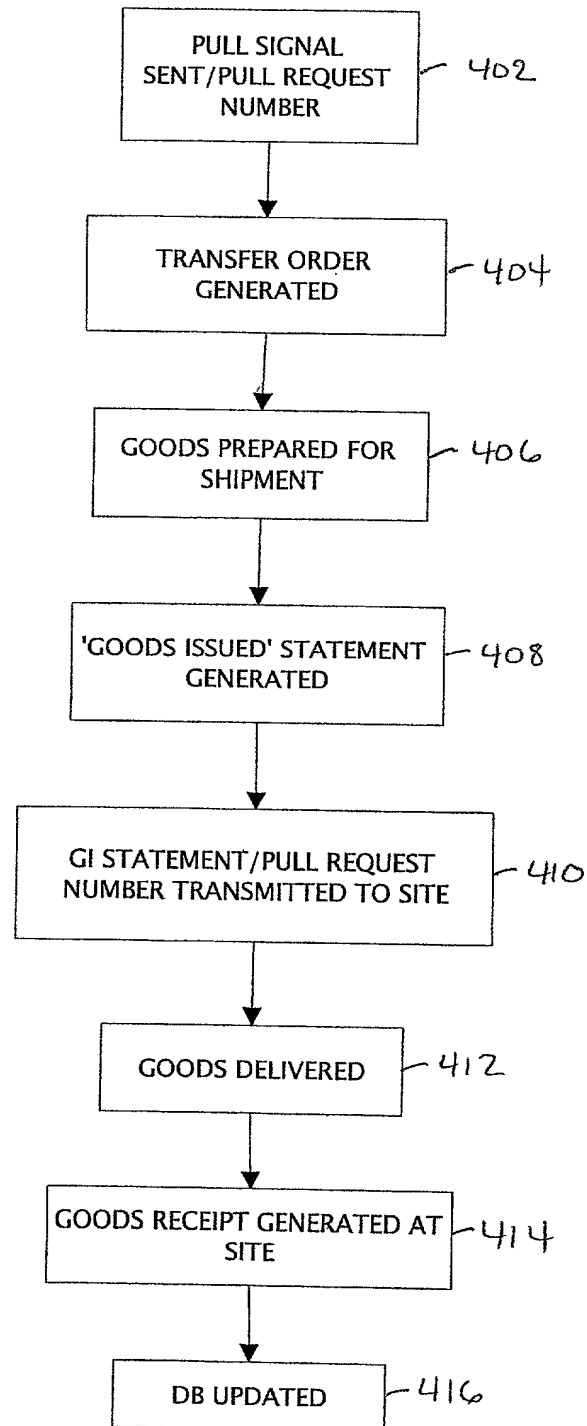 PULL SIGNAL
SENT/PULL REQUEST
NUMBER
402
TRANSFER ORDER
GENERATED
404
GOODS PREPARED FOR
SHIPMENT
406
'GOODS ISSUED' STATEMENT
GENERATED
408
GI STATEMENT/PULL REQUEST
NUMBER TRANSMITTED TO SITE
410
GOODS DELIVERED
412
GOODS RECEIPT GENERATED AT
SITE
414
DB UPDATED
416